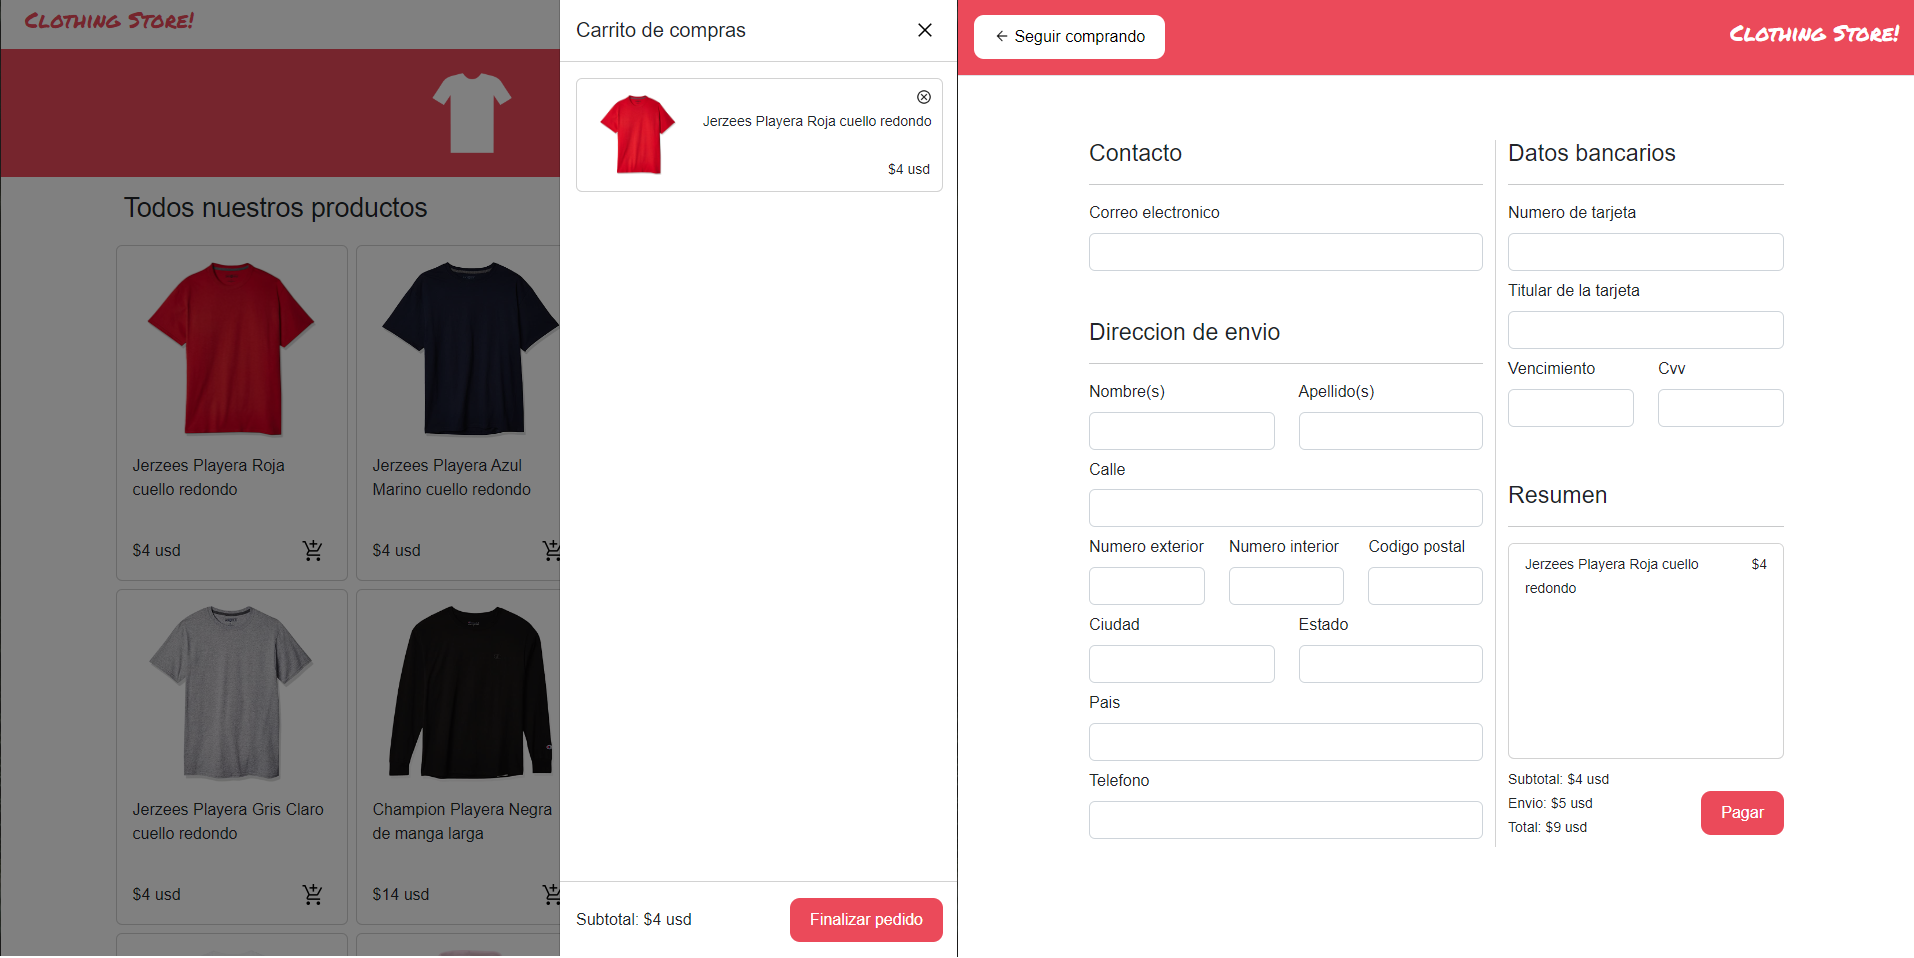 Clothing Store!
Todos nuestros productos
Jerzees Playera Roja
cuello redondo
$4 usd
Jerzees Playera Azul
Marino cuello redondo
$4 usd
Jerzees Playera Gris Claro
cuello redondo
$4 usd
Champion Playera Negra
de manga larga
$14 usd
Carrito de compras
Jerzees Playera Roja cuello redondo
$4 usd
Subtotal: $4 usd
Finalizar pedido
Seguir comprando
Clothing Store!
Contacto
Correo electronico
Direccion de envio
Nombre(s)
Apellido(s)
Calle
Numero exterior
Numero interior
Codigo postal
Ciudad
Estado
Pais
Telefono
Datos bancarios
Numero de tarjeta
Titular de la tarjeta
Vencimiento
Cvv
Resumen
Jerzees Playera Roja cuello
redondo
$4
Subtotal: $4 usd
Envio: $5 usd
Total: $9 usd
Pagar